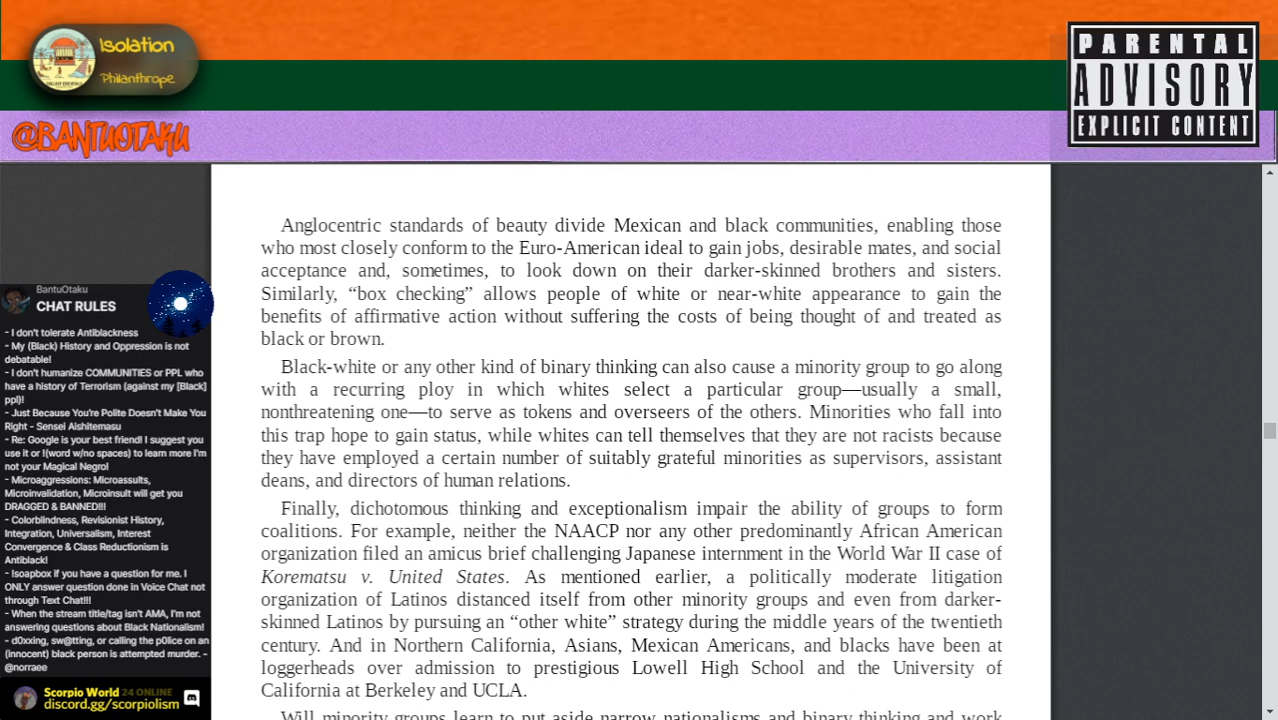 Isolation
Philanthrope
PARENTAL
ADVISORY
EXPLICIT CONTENT
@BANTUOTAKU
Anglocentric standards of beauty divide Mexican and black communities, enabling those
who most closely conform to the Euro-American ideal to gain jobs, desirable mates, and social
acceptance and, sometimes, to look down on their darker-skinned brothers and sisters.
Similarly, “box checking” allows people of white or near-white appearance to gain the
benefits of affirmative action without suffering the costs of being thought of and treated as
black or brown.
Black-white or any other kind of binary thinking can also cause a minority group to go along
with a recurring ploy in which whites select a particular group—usually a small,
nonthreatening one—to serve as tokens and overseers of the others. Minorities who fall into
this trap hope to gain status, while whites can tell themselves that they are not racists because
they have employed a certain number of suitably grateful minorities as supervisors, assistant
deans, and directors of human relations.
Finally, dichotomous thinking and exceptionalism impair the ability of groups to form
coalitions. For example, neither the NAACP nor any other predominantly African American
organization filed an amicus brief challenging Japanese internment in the World War II case of
Korematsu v. United States. As mentioned earlier, a politically moderate litigation
organization of Latinos distanced itself from other minority groups and even from darker-
skinned Latinos by pursuing an “other white” strategy during the middle years of the twentieth
century. And in Northern California, Asians, Mexican Americans, and blacks have been at
loggerheads over admission to prestigious Lowell High School and the University of
California at Berkeley and UCLA.
Will minority groups learn to put aside narrow nationalisms and binary thinking and work
BantuOtaku
CHAT RULES
- I don't tolerate Antiblackness
- My (Black) History and Oppression is not
debatable!
- I don't humanize COMMUNITIES or PPL who
have a history of Terrorism (against my [Black]
ppl)!
- Just Because You're Polite Doesn't Make You
Right - Sensei Aishitemasu
- Re: Google is your best friend! I suggest you
use it or !(word w/no spaces) to learn more I'm
not your Magical Negro!
- Microaggressions: Microassults,
Microinvalidation, Microinsult will get you
DRAGGED & BANNED!!!
- Colorblindness, Revisionist History,
Integration, Universalism, Interest
Convergence & Class Reductionism is
Antiblack!
- !soapbox if you have a question for me. I
ONLY answer question done in Voice Chat not
through Text Chat!!!
- When the stream title/tag isn't AMA, I'm not
answering questions about Black Nationalism!
- d0xxing, sw@tting, or calling the p0lice on an
(innocent) black person is attempted murder. -
@norraee
Scorpio World 24 ONLINE
discord.gg/scorpiolism